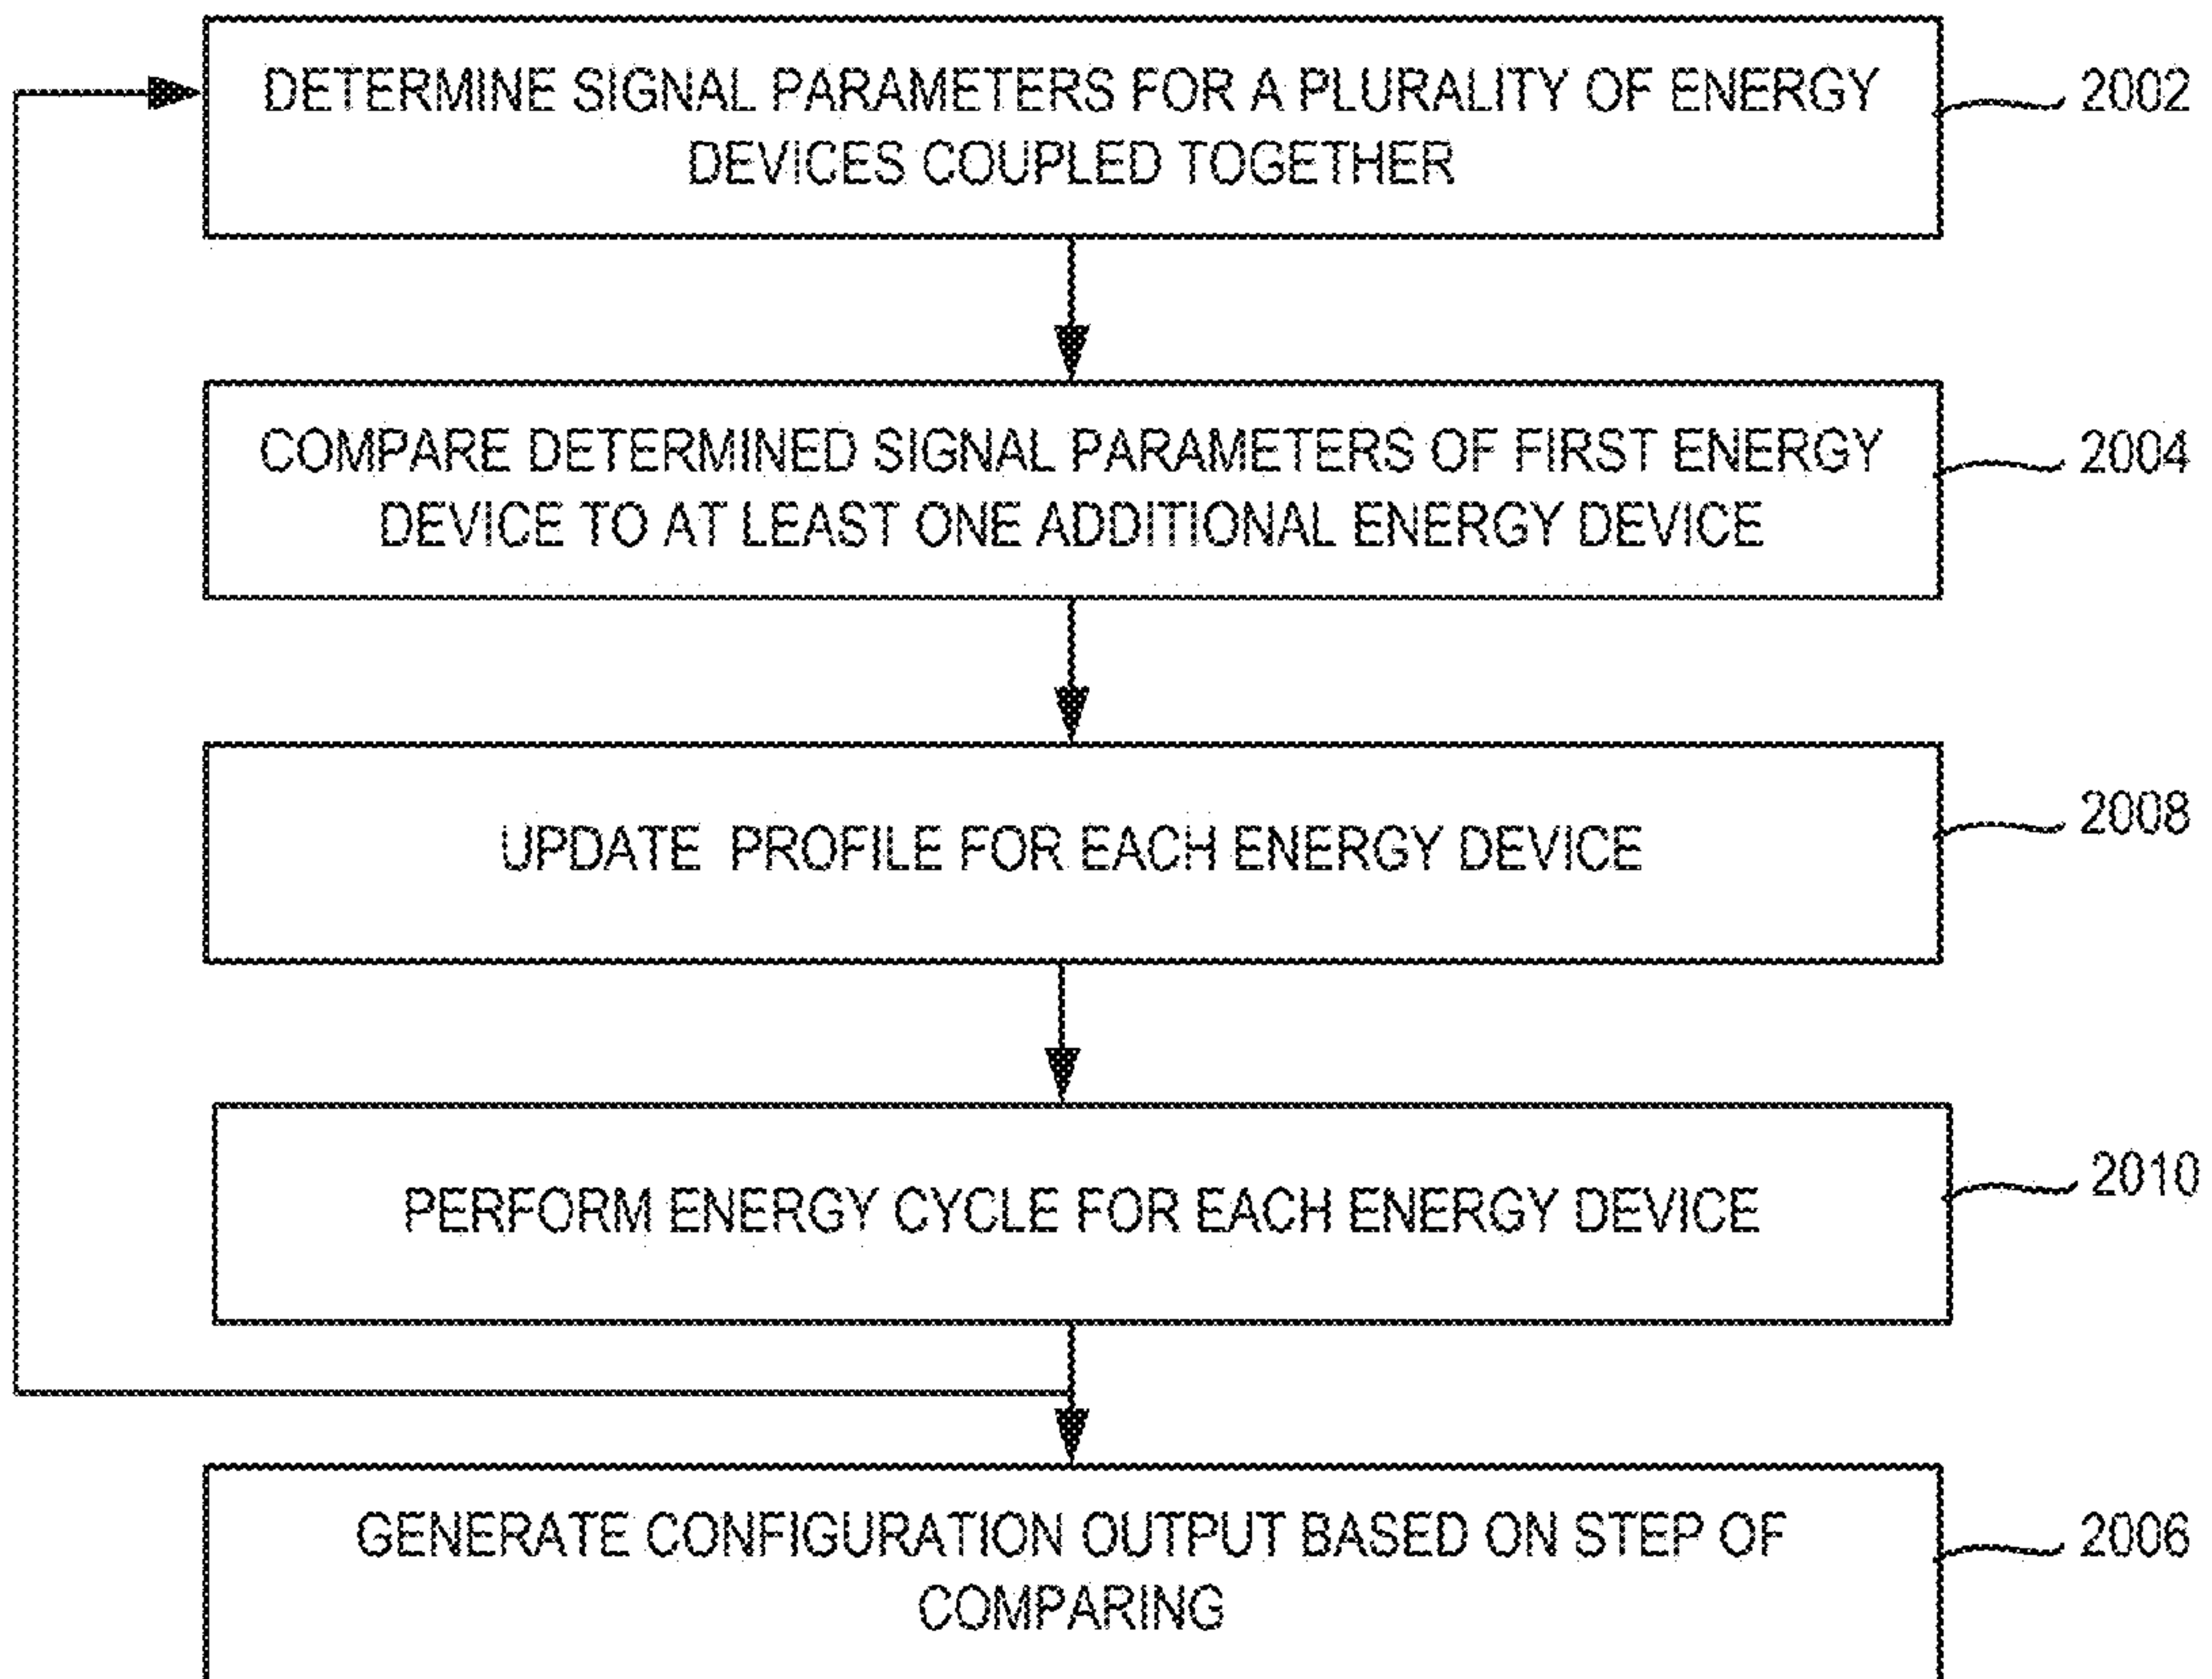 DETERMINE SIGNAL PARAMETERS FOR A PLURALITY OF ENERGY
DEVICES COUPLED TOGETHER
2002
COMPARE DETERMINED SIGNAL PARAMETERS OF FIRST ENERGY
DEVICE TO AT LEAST ONE ADDITIONAL ENERGY DEVICE
2004
UPDATE PROFILE FOR EACH ENERGY DEVICE
2008
PERFORM ENERGY CYCLE FOR EACH ENERGY DEVICE
2010
GENERATE CONFIGURATION OUTPUT BASED ON STEP OF
COMPARING
2006